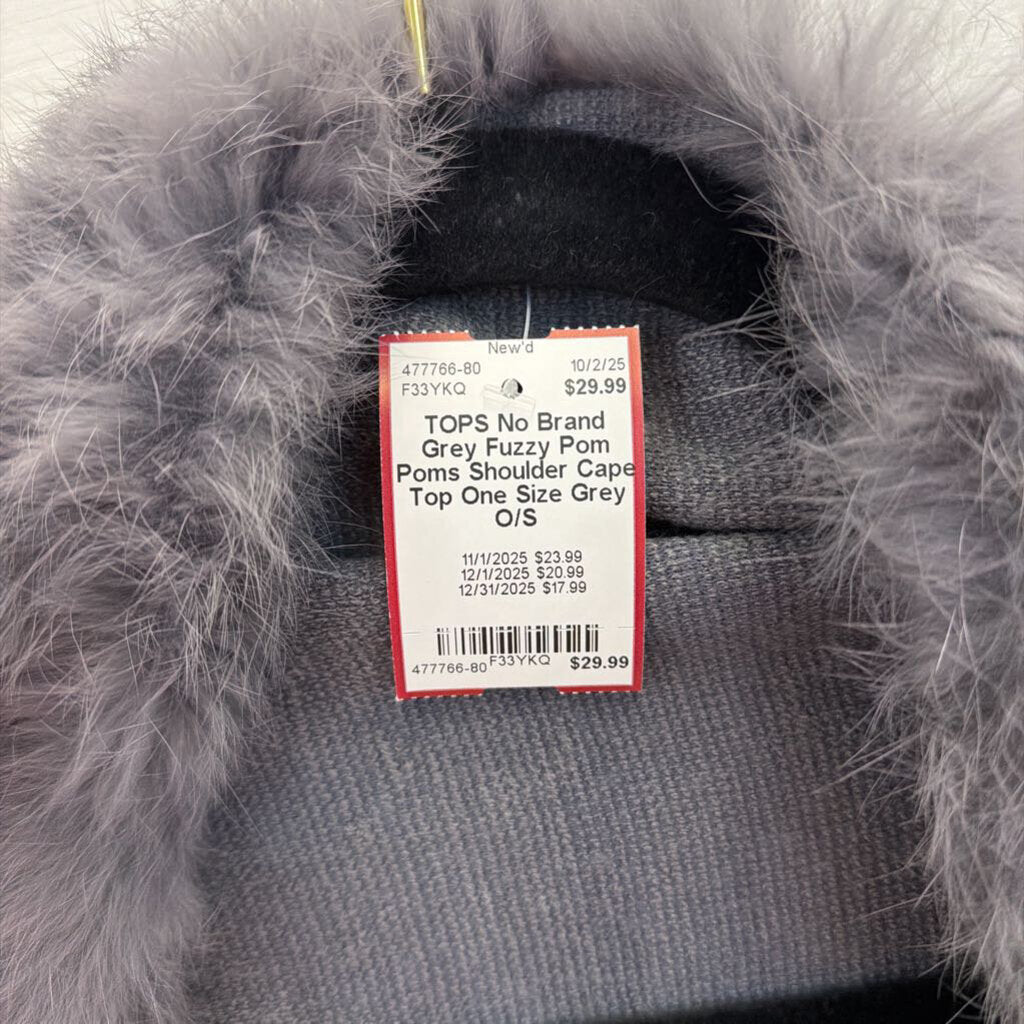 New'd
477766-80 10/2/25
F33YKQ $29.99
TOPS No Brand
Grey Fuzzy Pom
Poms Shoulder Cape
Top One Size Grey
O/S
11/1/2025 $23.99
12/1/2025 $20.99
12/31/2025 $17.99
477766-80 F33YKQ $29.99